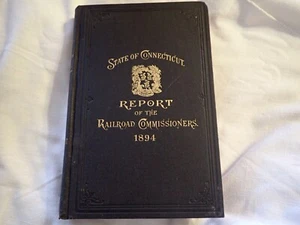 STATE OF CONNECTICUT.
REPORT
OF THE
RAILROAD COMMISSIONERS.
1894